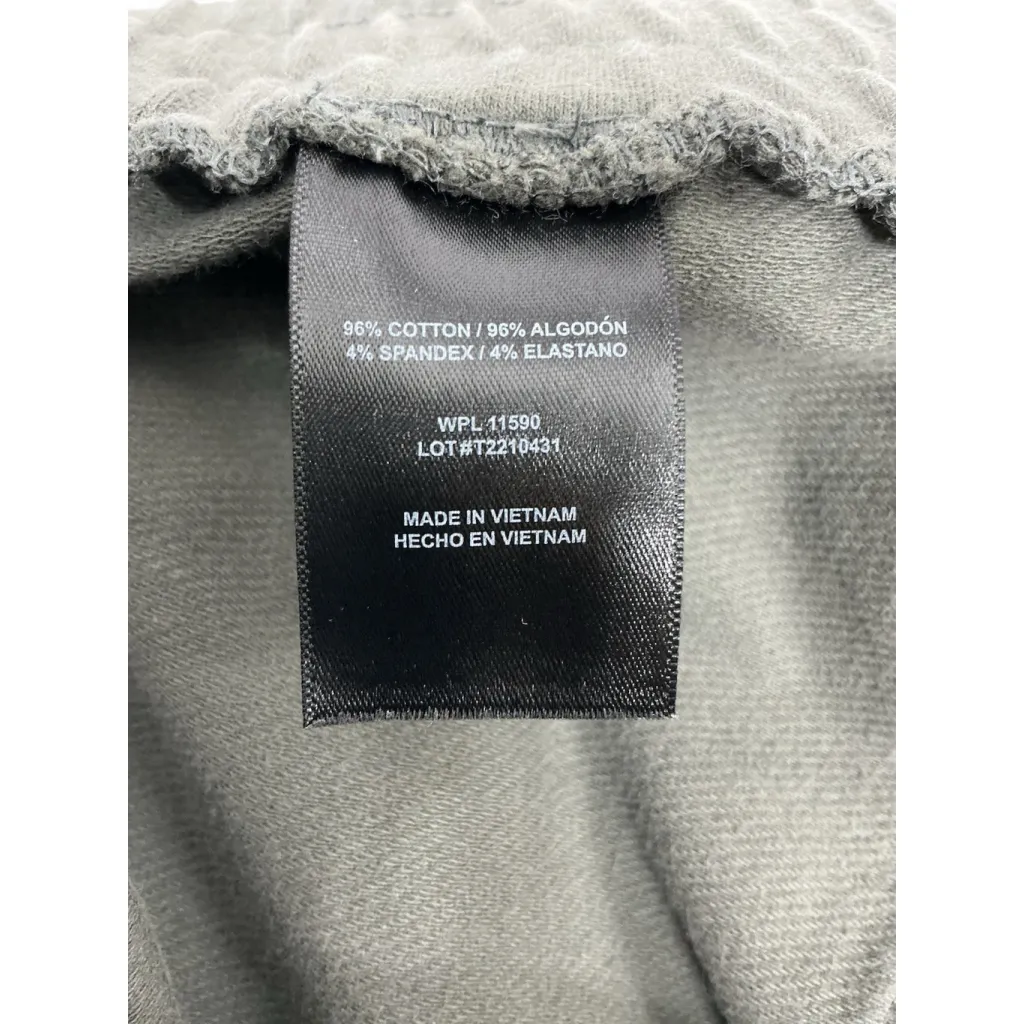 96% COTTON / 96% ALGODÓN
4% SPANDEX / 4% ELASTANO
WPL 11590
LOT #T2210431
MADE IN VIETNAM
HECHO EN VIETNAM